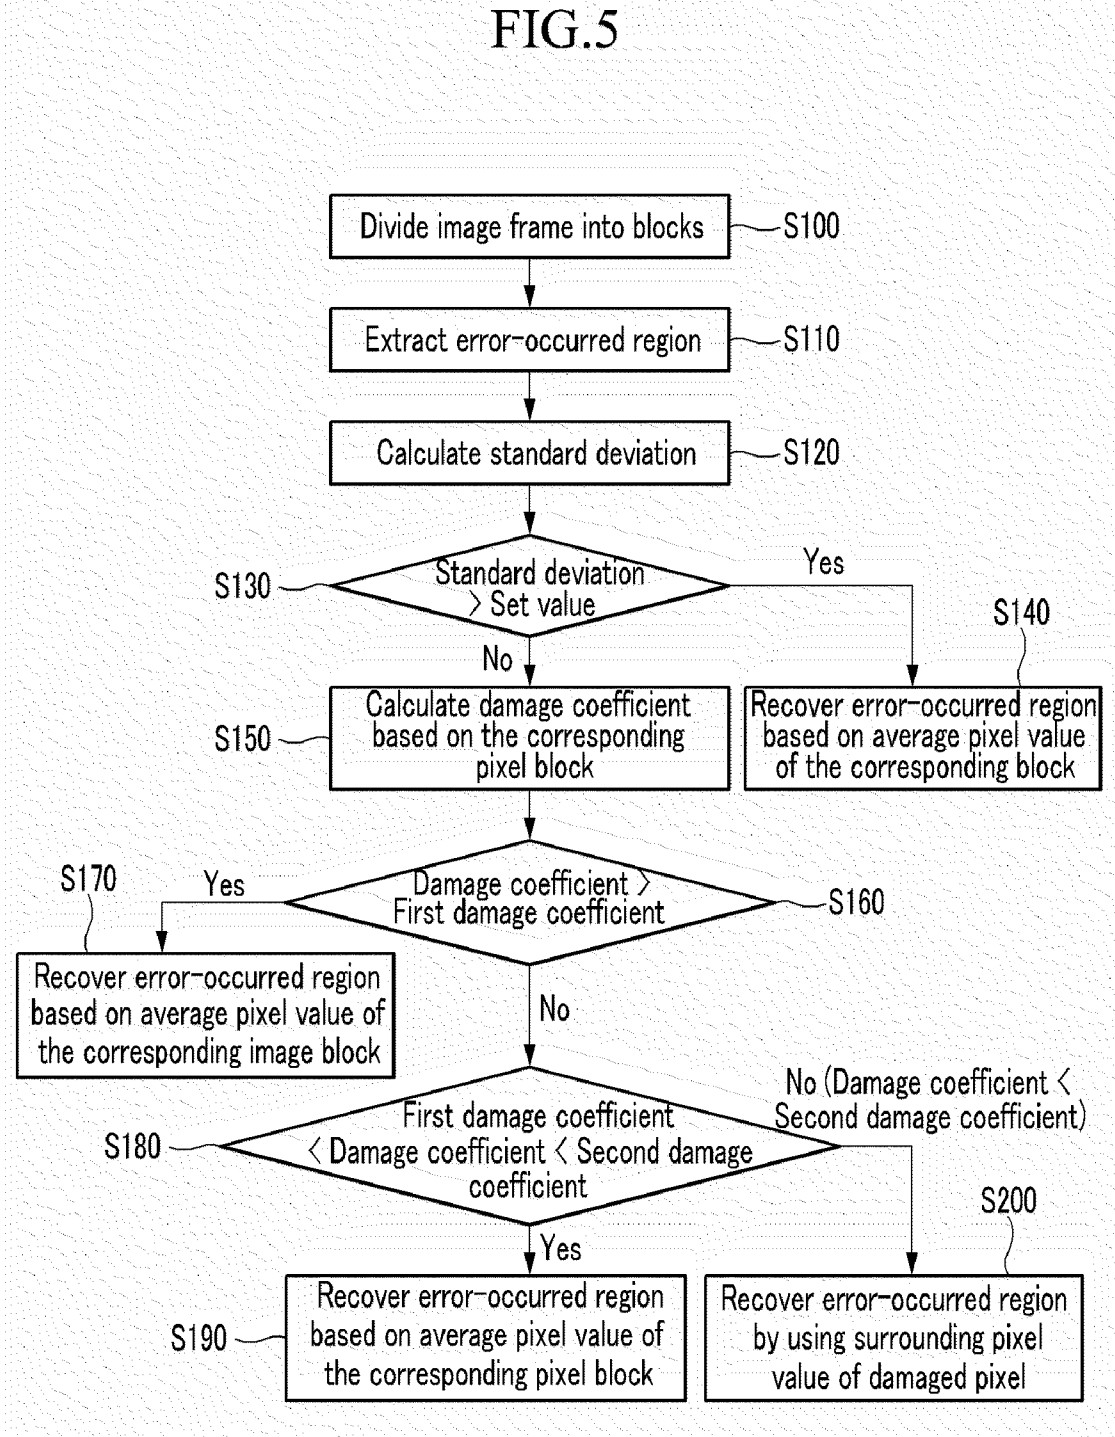 FIG.5
Divide image frame into blocks
S100
Extract error-occurred region
S110
Calculate standard deviation
S120
Standard deviation
> Set value
S130
Yes
No
S140
Recover error-occurred region
based on average pixel value
of the corresponding block
Calculate damage coefficient
based on the corresponding
pixel block
S150
Damage coefficient >
First damage coefficient
S160
Yes
S170
Recover error-occurred region
based on average pixel value of
the corresponding image block
No
First damage coefficient
< Damage coefficient < Second damage
coefficient
S180
No (Damage coefficient <
Second damage coefficient)
Yes
S190
Recover error-occurred region
based on average pixel value of
the corresponding pixel block
S200
Recover error-occurred region
by using surrounding pixel
value of damaged pixel